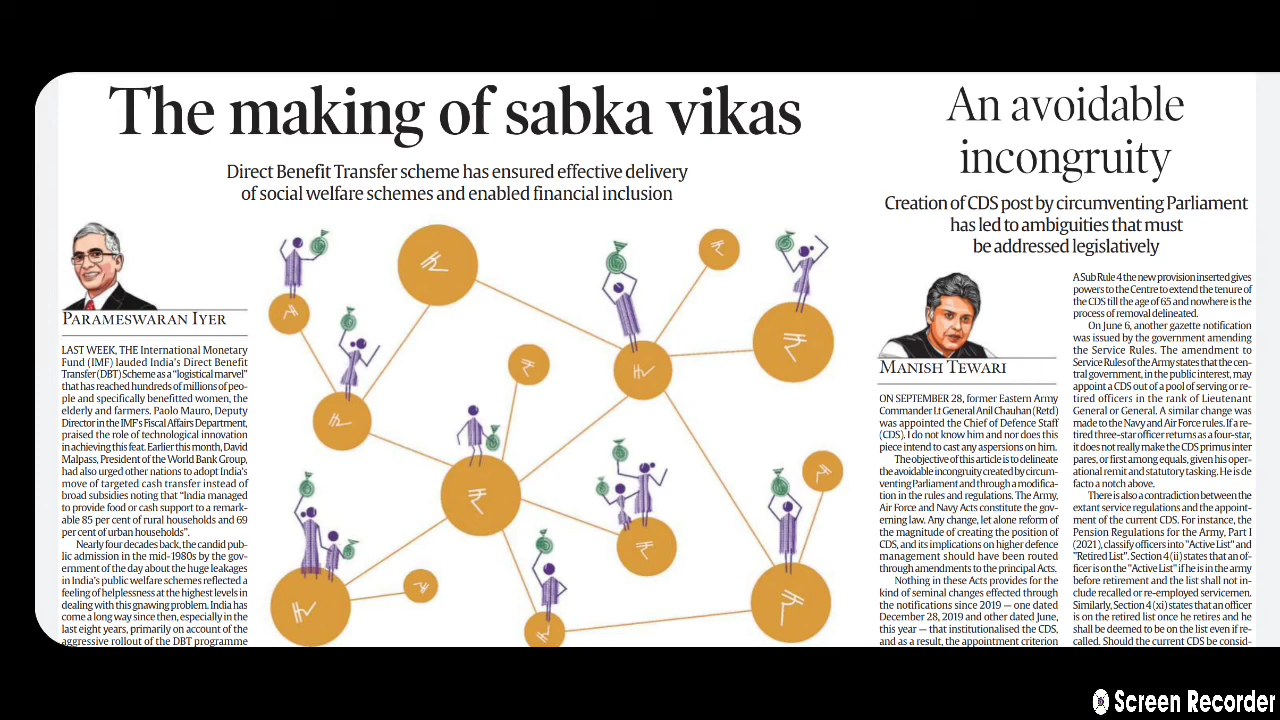 The making of sabka vikas
Direct Benefit Transfer scheme has ensured effective delivery
of social welfare schemes and enabled financial inclusion
PARAMESWARAN IYER
LAST WEEK, THE International Monetary
Fund (IMF) lauded India's Direct Benefit
Transfer (DBT) Scheme as a "logistical marvel"
that has reached hundreds of millions of peo-
ple and specifically benefitted women, the
elderly and farmers. Paolo Mauro, Deputy
Director in the IMF's Fiscal Affairs Department,
praised the role of technological innovation
in achieving this feat. Earlier this month, David
Malpass, President of the World Bank Group,
had also urged other nations to adopt India's
move of targeted cash transfer instead of
broad subsidies noting that "India managed
to provide food or cash support to a remark-
able 85 per cent of rural households and 69
per cent of urban households".
Nearly four decades back, the candid pub-
lic admission in the mid-1980s by the gov-
ernment of the day about the huge leakages
in India's public welfare schemes reflected a
feeling of helplessness at the highest levels in
dealing with this gnawing problem. India has
come a long way since then, especially in the
last eight years, primarily on account of the
aggressive rollout of the DBT programme
An avoidable
incongruity
Creation of CDS post by circumventing Parliament
has led to ambiguities that must
be addressed legislatively
MANISH TEWARI
ON SEPTEMBER 28, former Eastern Army
Commander Lt General Anil Chauhan (Retd)
was appointed the Chief of Defence Staff
(CDS). I do not know him and nor does this
piece intend to cast any aspersions on him.
The objective of this article is to delineate
the avoidable incongruity created by circum-
venting Parliament and through a modifica-
tion in the rules and regulations. The Army,
Air Force and Navy Acts constitute the gov-
erning law. Any change, let alone reform of
the magnitude of creating the position of
CDS, and its implications on higher defence
management should have been routed
through amendments to the principal Acts.
Nothing in these Acts provides for the
kind of seminal changes effected through
the notifications since 2019 — one dated
December 28, 2019 and other dated June,
this year — that institutionalised the CDS,
and as a result, the appointment criterion
A Sub Rule 4 the new provision inserted gives
powers to the Centre to extend the tenure of
the CDS till the age of 65 and nowhere is the
process of removal delineated.
On June 6, another gazette notification
was issued by the government amending
the Service Rules. The amendment to
Service Rules of the Army states that the cen-
tral government, in the public interest, may
appoint a CDS out of a pool of serving or re-
tired officers in the rank of Lieutenant
General or General. A similar change was
made to the Navy and Air Force rules. If a re-
tired three-star officer returns as a four-star,
it does not really make the CDS primus inter
pares, or first among equals, given his oper-
ational remit and statutory tasking. He is de
facto a notch above.
There is also a contradiction between the
extant service regulations and the appoint-
ment of the current CDS. For instance, the
Pension Regulations for the Army, Part I
(2021), classify officers into "Active List" and
"Retired List". Section 4(ii) states that an of-
ficer is on the "Active List" if he is in the army
before retirement and the list shall not in-
clude recalled or re-employed servicemen.
Similarly, Section 4 (xi) states that an officer
is on the retired list once he retires and he
shall be deemed to be on the list even if re-
called. Should the current CDS be consid-
Screen Recorder